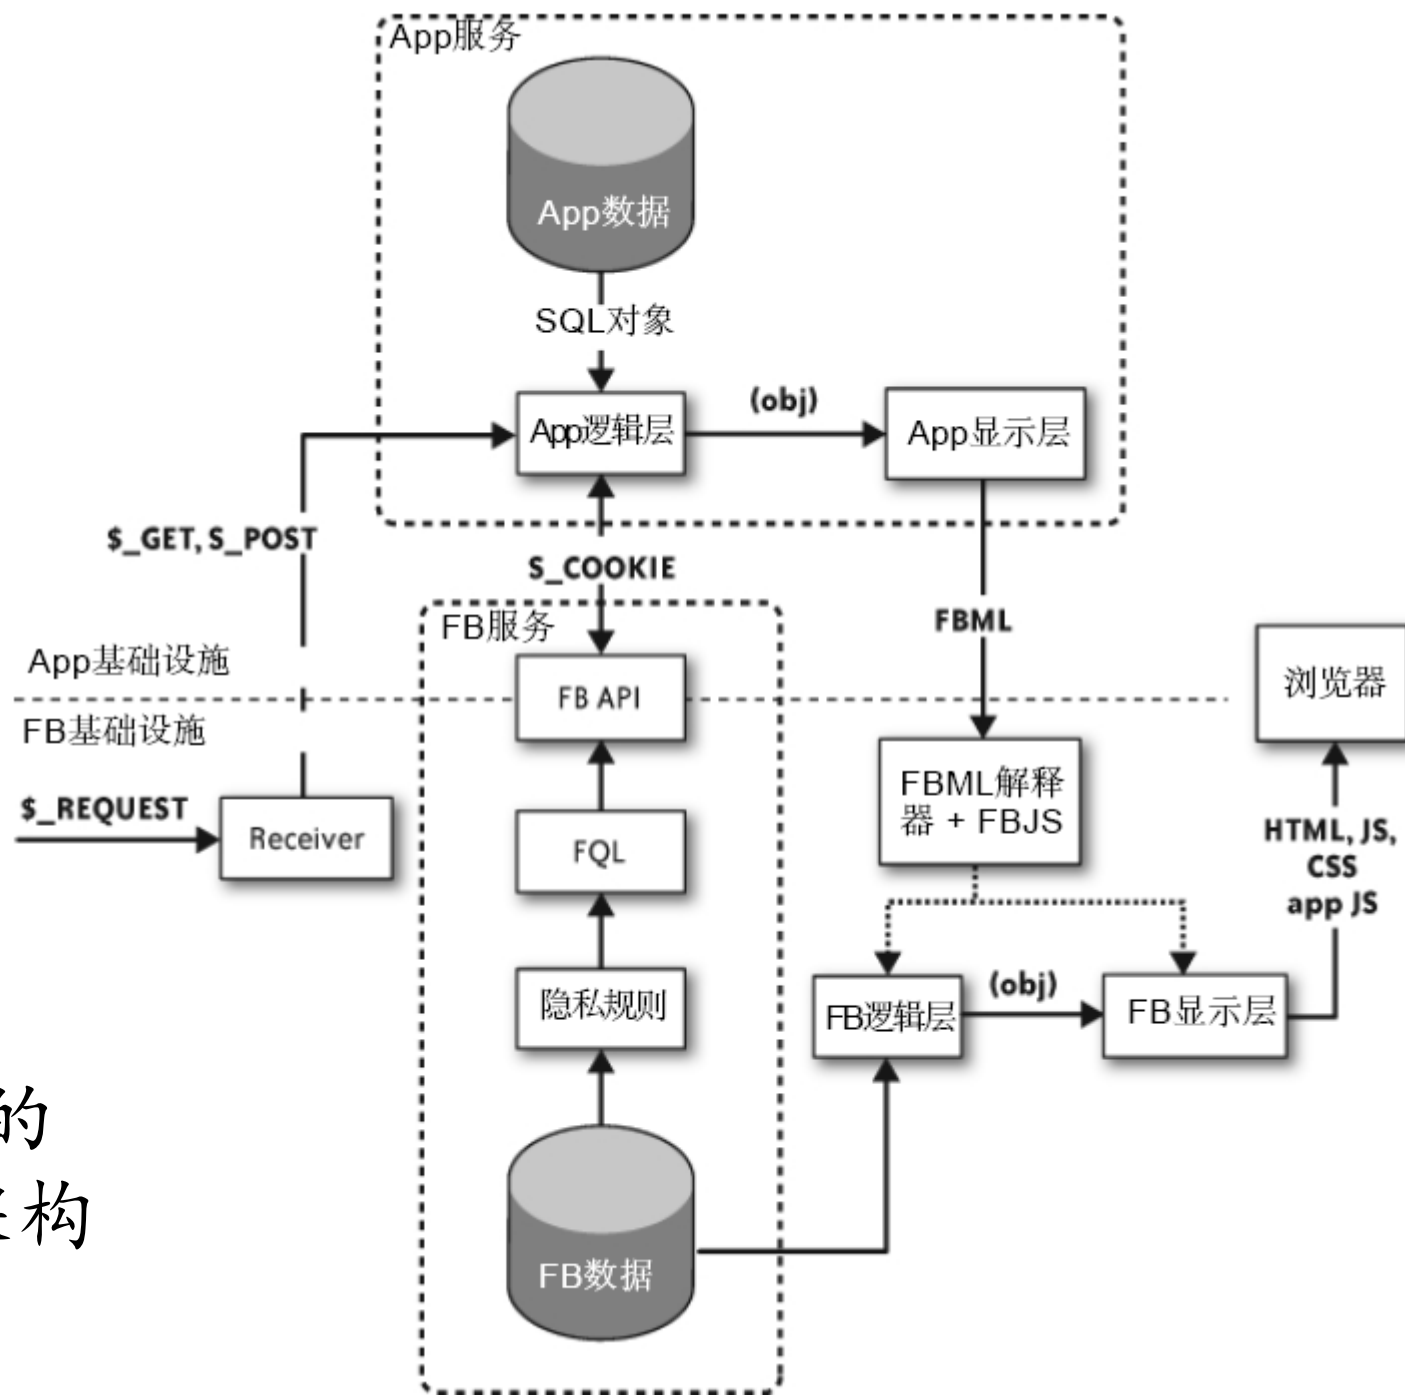 App服务
App数据
SQL对象
(obj)
App逻辑层
App显示层
$_GET, S_POST
S_COOKIE
FB服务
FBML
App基础设施
FB API
浏览器
FB基础设施
$_REQUEST
Receiver
FQL
FBML解释
器 + FBJS
HTML, JS,
CSS
app JS
隐私规则
(obj)
FB逻辑层
FB显示层
的
构
FB数据